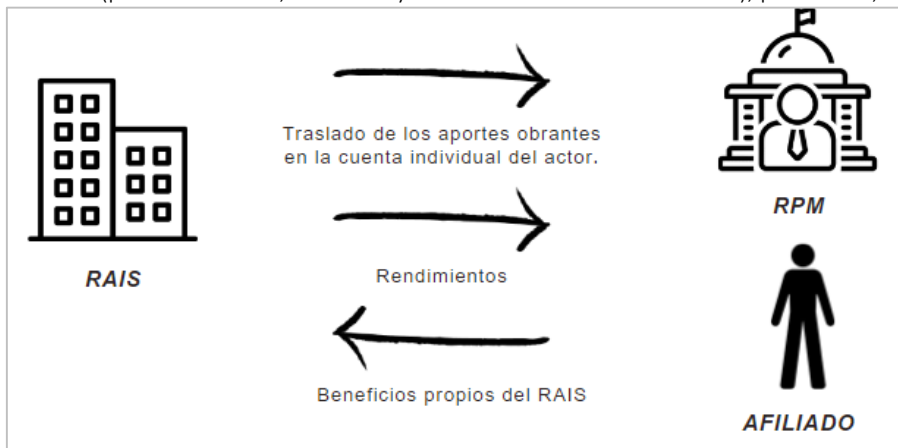 Traslado de los aportes obrantes
en la cuenta individual del actor.
RPM
RAIS
Rendimientos
Beneficios propios del RAIS
AFILIADO